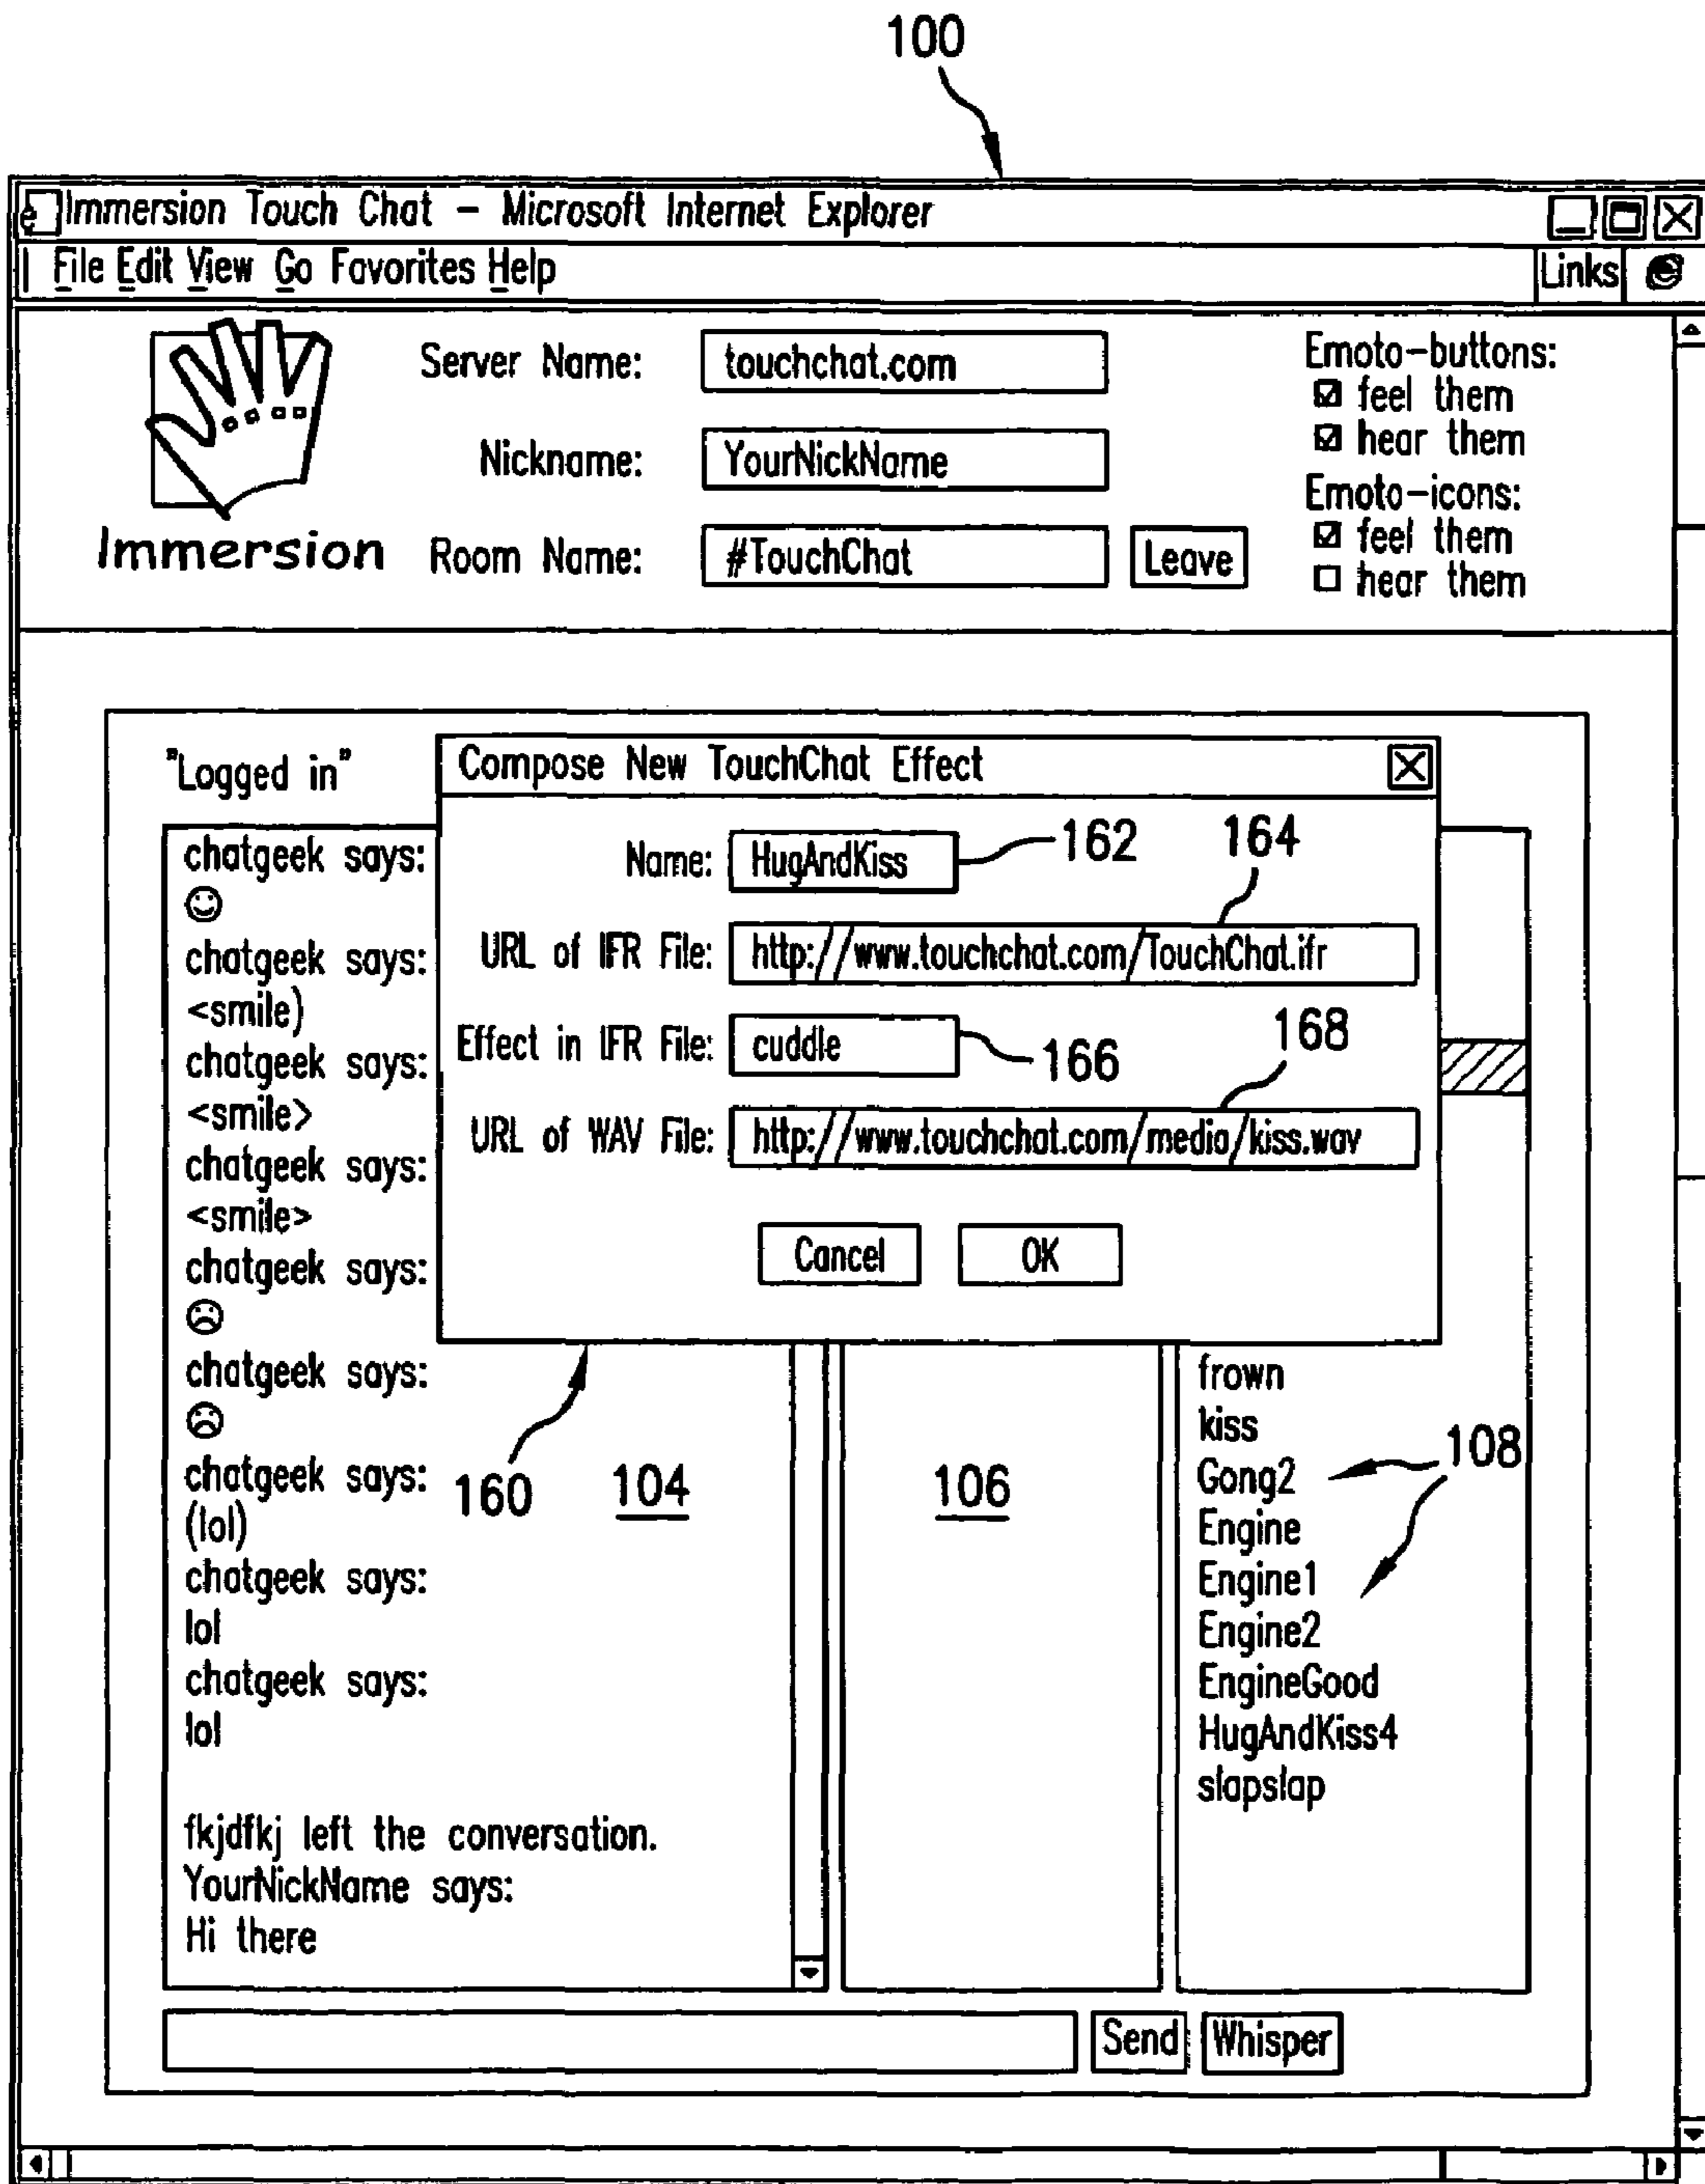 100
Immersion Touch Chat – Microsoft Internet Explorer
File Edit View Go Favorites Help
Links
Immersion
Server Name: touchchat.com
Nickname: YourNickName
Room Name: #TouchChat Leave
Emoto-buttons:
feel them
hear them
Emoto-icons:
feel them
hear them
"Logged in"
Compose New TouchChat Effect
Name: HugAndKiss 162
164
URL of IFR File: http://www.touchchat.com/TouchChat.ifr
Effect in IFR File: cuddle 166
168
URL of WAV File: http://www.touchchat.com/media/kiss.wav
Cancel OK
chatgeek says:
☺
chatgeek says:
<smile)
chatgeek says:
<smile>
chatgeek says:
<smile>
chatgeek says:
☹
chatgeek says:
☹
chatgeek says:
(lol)
chatgeek says:
lol
chatgeek says:
lol
fkjdfkj left the conversation.
YourNickName says:
Hi there
160
104
106
frown
kiss
Gong2
Engine
Engine1
Engine2
EngineGood
HugAndKiss4
slapslap
108
Send Whisper